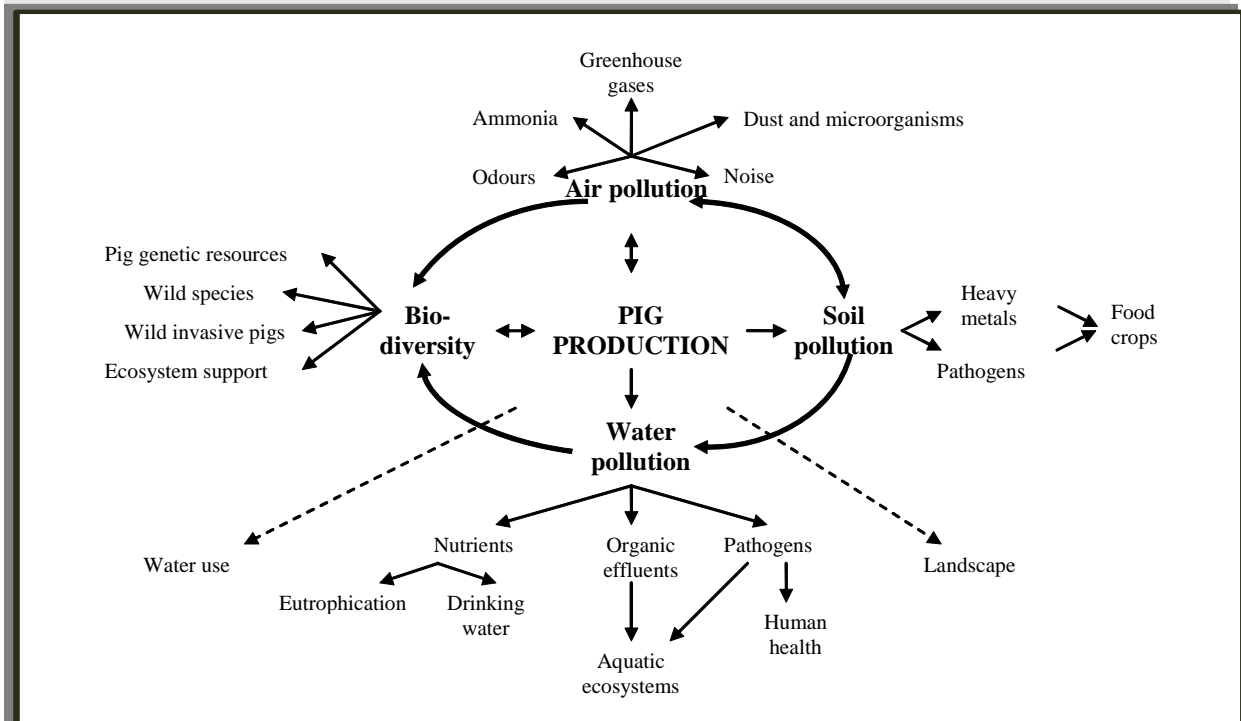 Greenhouse
gases
Ammonia
Dust and microorganisms
Odours
Noise
Air pollution
Pig genetic resources
Wild species
Wild invasive pigs
Ecosystem support
Bio-
diversity
PIG
PRODUCTION
Soil
pollution
Heavy
metals
Pathogens
Food
crops
Water
pollution
Water use
Nutrients
Organic
effluents
Pathogens
Landscape
Eutrophication
Drinking
water
Human
health
Aquatic
ecosystems